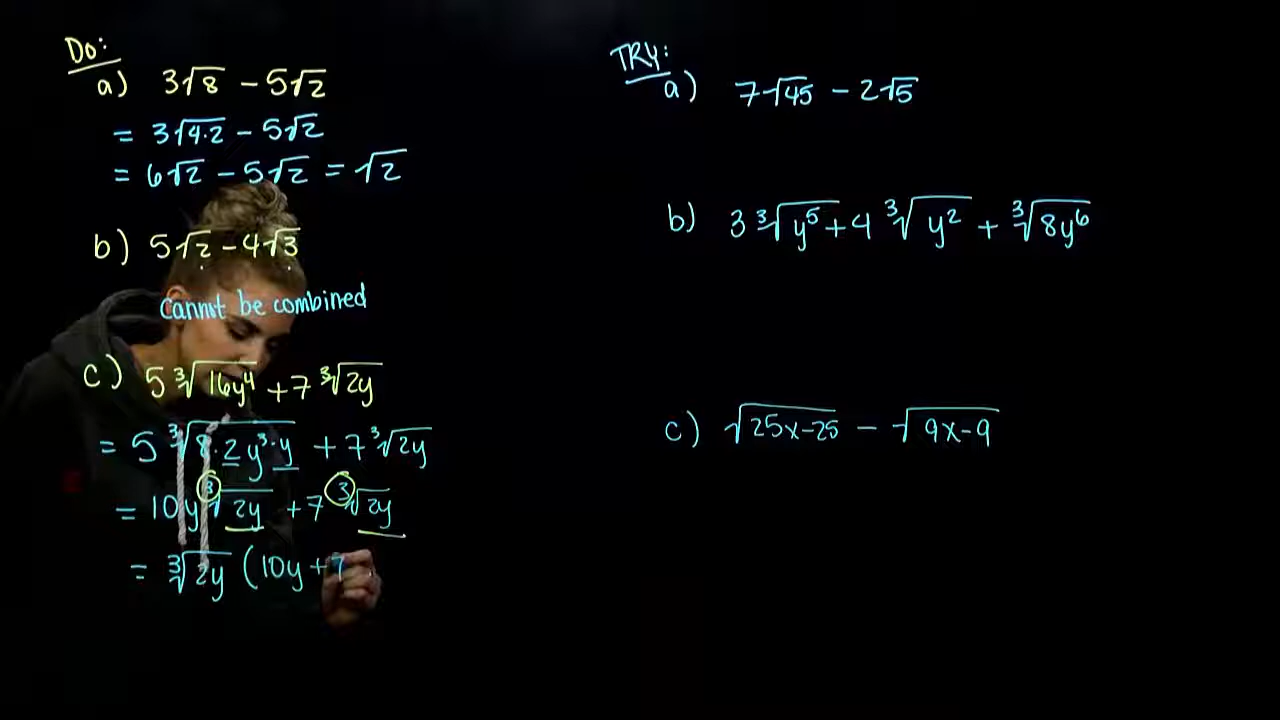 Do:
a) 3√8 − 5√2
= 3√4·2 − 5√2
= 6√2 − 5√2 = √2
b) 5√2 − 4√3
Cannot be combined
c) 5 ∛16y⁴ + 7 ∛2y
= 5 ∛8·2y³·y + 7 ∛2y
= 10y ∛2y + 7 ∛2y
= ∛2y (10y + 7
TRY:
a) 7√45 − 2√5
b) 3 ∛y⁵ + 4 ∛y² + ∛8y⁶
c) √25x−25 − √9x−9